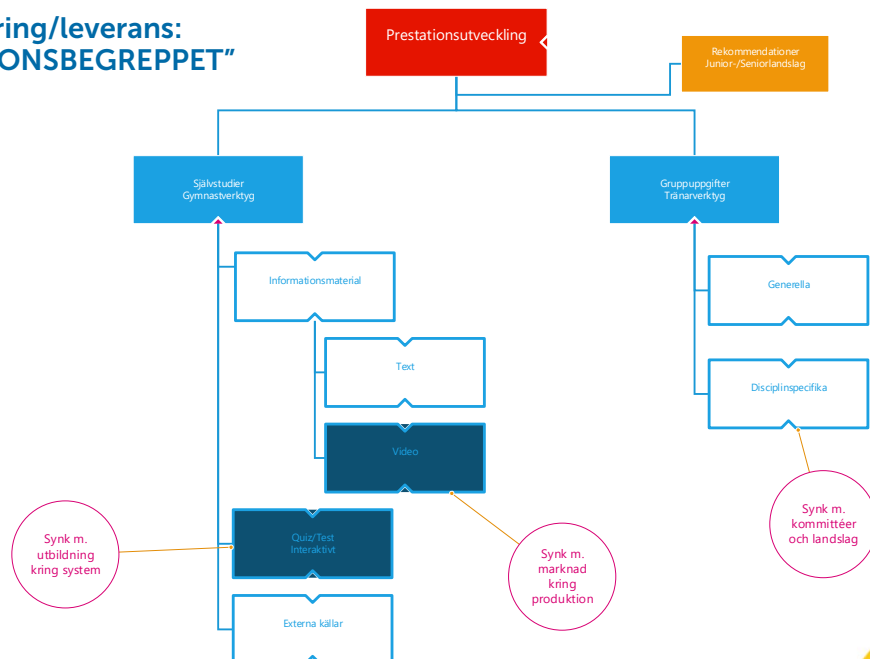 ring/leverans:
ONSBEGREPPET”
Prestationsutveckling
Rekommendationer
Junior-/Seniorlandslag
Självstudier
Gymnastverktyg
Gruppuppgifter
Tränarverktyg
Informationsmaterial
Generella
Text
Disciplinspecifika
Video
Quiz/Test
Interaktivt
Externa källar
Synk m.
utbildning
kring system
Synk m.
marknad
kring
produktion
Synk m.
kommittéer
och landslag